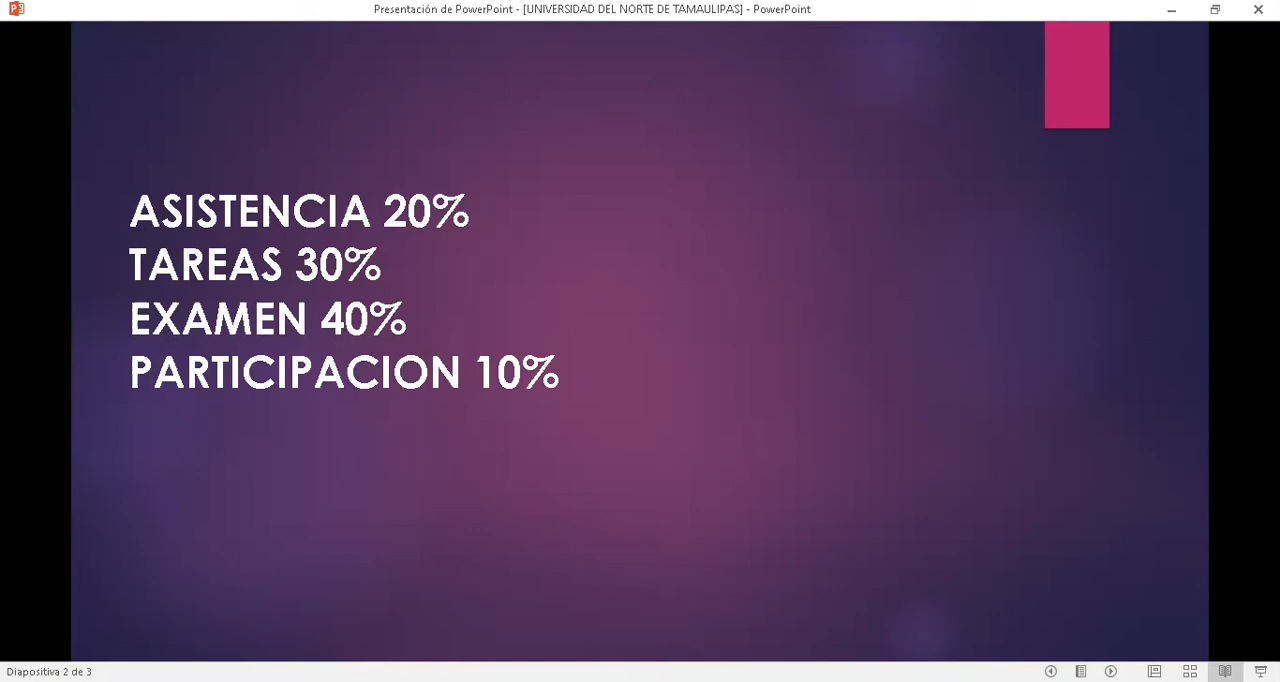 Presentación de PowerPoint - [UNIVERSIDAD DEL NORTE DE TAMAULIPAS] - PowerPoint
ASISTENCIA 20%
TAREAS 30%
EXAMEN 40%
PARTICIPACION 10%
Diapositiva 2 de 3